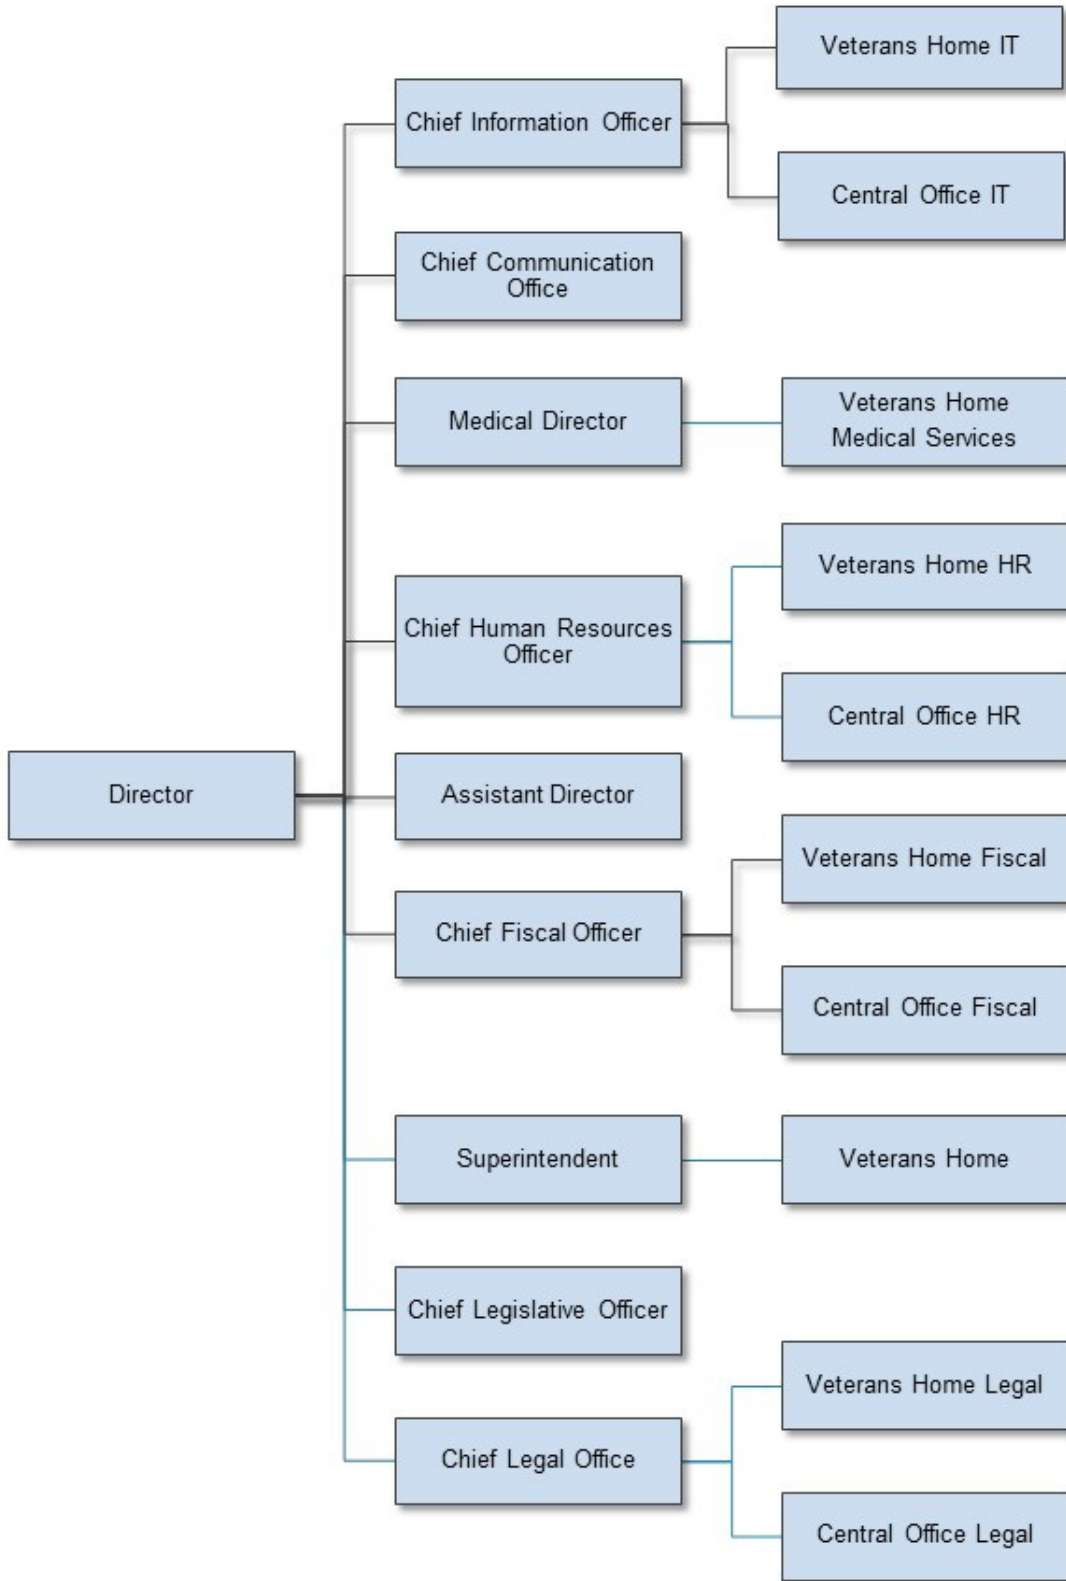 Veterans Home IT
Chief Information Officer
Central Office IT
Chief Communication
Office
Medical Director
Veterans Home
Medical Services
Veterans Home HR
Chief Human Resources
Officer
Central Office HR
Director
Assistant Director
Veterans Home Fiscal
Chief Fiscal Officer
Central Office Fiscal
Superintendent
Veterans Home
Chief Legislative Officer
Veterans Home Legal
Chief Legal Office
Central Office Legal